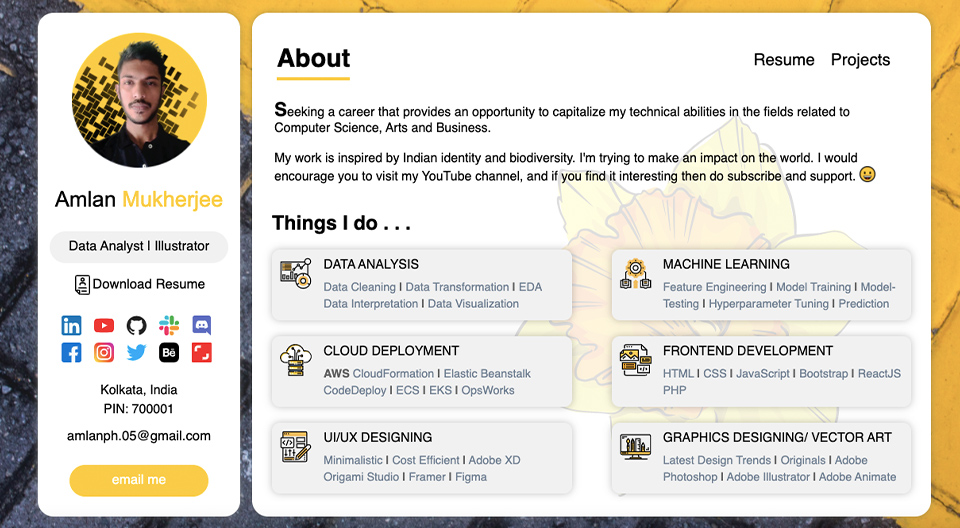 Amlan Mukherjee
Data Analyst | Illustrator
Download Resume
Kolkata, India
PIN: 700001
amlanph.05@gmail.com
email me
About
Resume
Projects
Seeking a career that provides an opportunity to capitalize my technical abilities in the fields related to
Computer Science, Arts and Business.
My work is inspired by Indian identity and biodiversity. I'm trying to make an impact on the world. I would
encourage you to visit my YouTube channel, and if you find it interesting then do subscribe and support. 😀
Things I do . . .
DATA ANALYSIS
Data Cleaning | Data Transformation | EDA
Data Interpretation | Data Visualization
MACHINE LEARNING
Feature Engineering | Model Training | Model-
Testing | Hyperparameter Tuning | Prediction
CLOUD DEPLOYMENT
AWS CloudFormation | Elastic Beanstalk
CodeDeploy | ECS | EKS | OpsWorks
FRONTEND DEVELOPMENT
HTML | CSS | JavaScript | Bootstrap | ReactJS
PHP
UI/UX DESIGNING
Minimalistic | Cost Efficient | Adobe XD
Origami Studio | Framer | Figma
GRAPHICS DESIGNING/ VECTOR ART
Latest Design Trends | Originals | Adobe
Photoshop | Adobe Illustrator | Adobe Animate